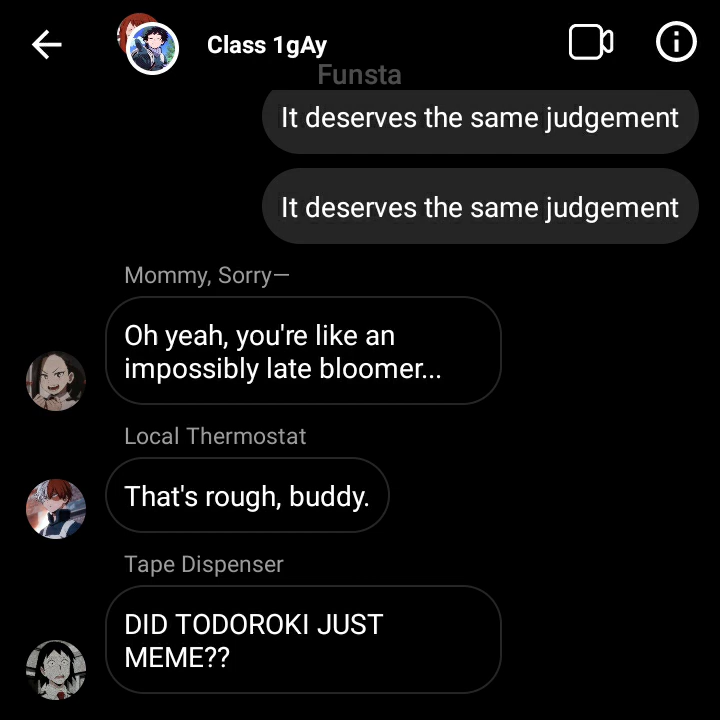 Class 1gAy
Funsta
It deserves the same judgement
It deserves the same judgement
Mommy, Sorry—
Oh yeah, you're like an
impossibly late bloomer...
Local Thermostat
That's rough, buddy.
Tape Dispenser
DID TODOROKI JUST
MEME??